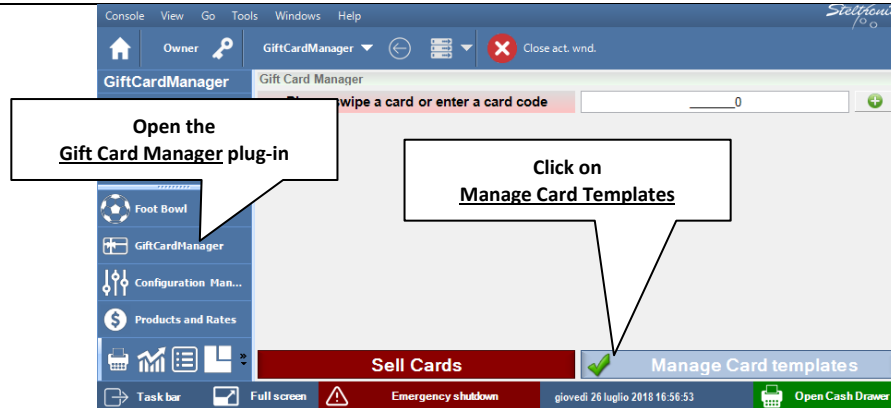 Console View Go Tools Windows Help
Steltronic
Owner GiftCardManager Close act. wnd.
GiftCardManager Gift Card Manager
swipe a card or enter a card code ______0
Open the
Gift Card Manager plug-in
Click on
Manage Card Templates
Foot Bowl
GiftCardManager
Configuration Man...
Products and Rates
Sell Cards Manage Card templates
Task bar Full screen Emergency shutdown giovedì 26 luglio 2018 16:56:53 Open Cash Drawer